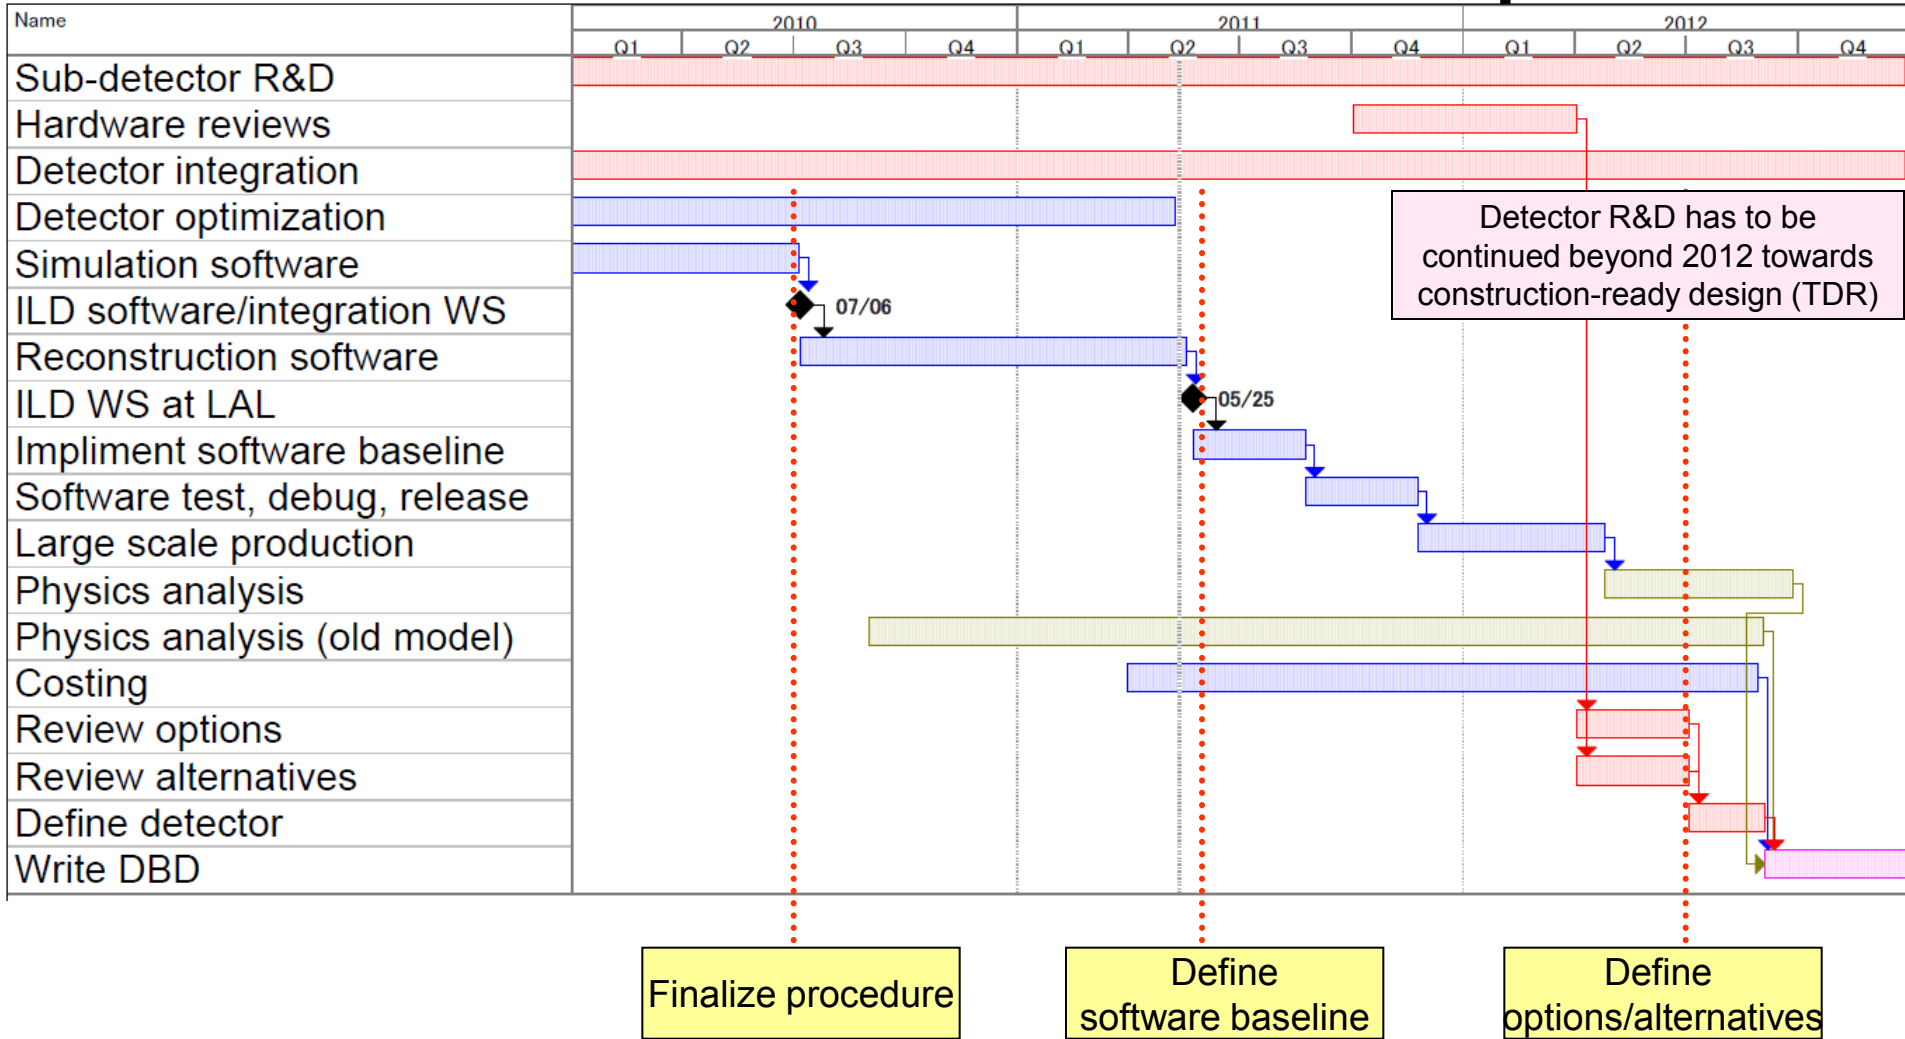 Name
2010
2011
2012
Q1 Q2 Q3 Q4 Q1 Q2 Q3 Q4 Q1 Q2 Q3 Q4
Sub-detector R&D
Hardware reviews
Detector integration
Detector optimization
Simulation software
ILD software/integration WS
07/06
Reconstruction software
ILD WS at LAL
05/25
Impliment software baseline
Software test, debug, release
Large scale production
Physics analysis
Physics analysis (old model)
Costing
Review options
Review alternatives
Define detector
Write DBD
Detector R&D has to be
continued beyond 2012 towards
construction-ready design (TDR)
Finalize procedure
Define
software baseline
Define
options/alternatives